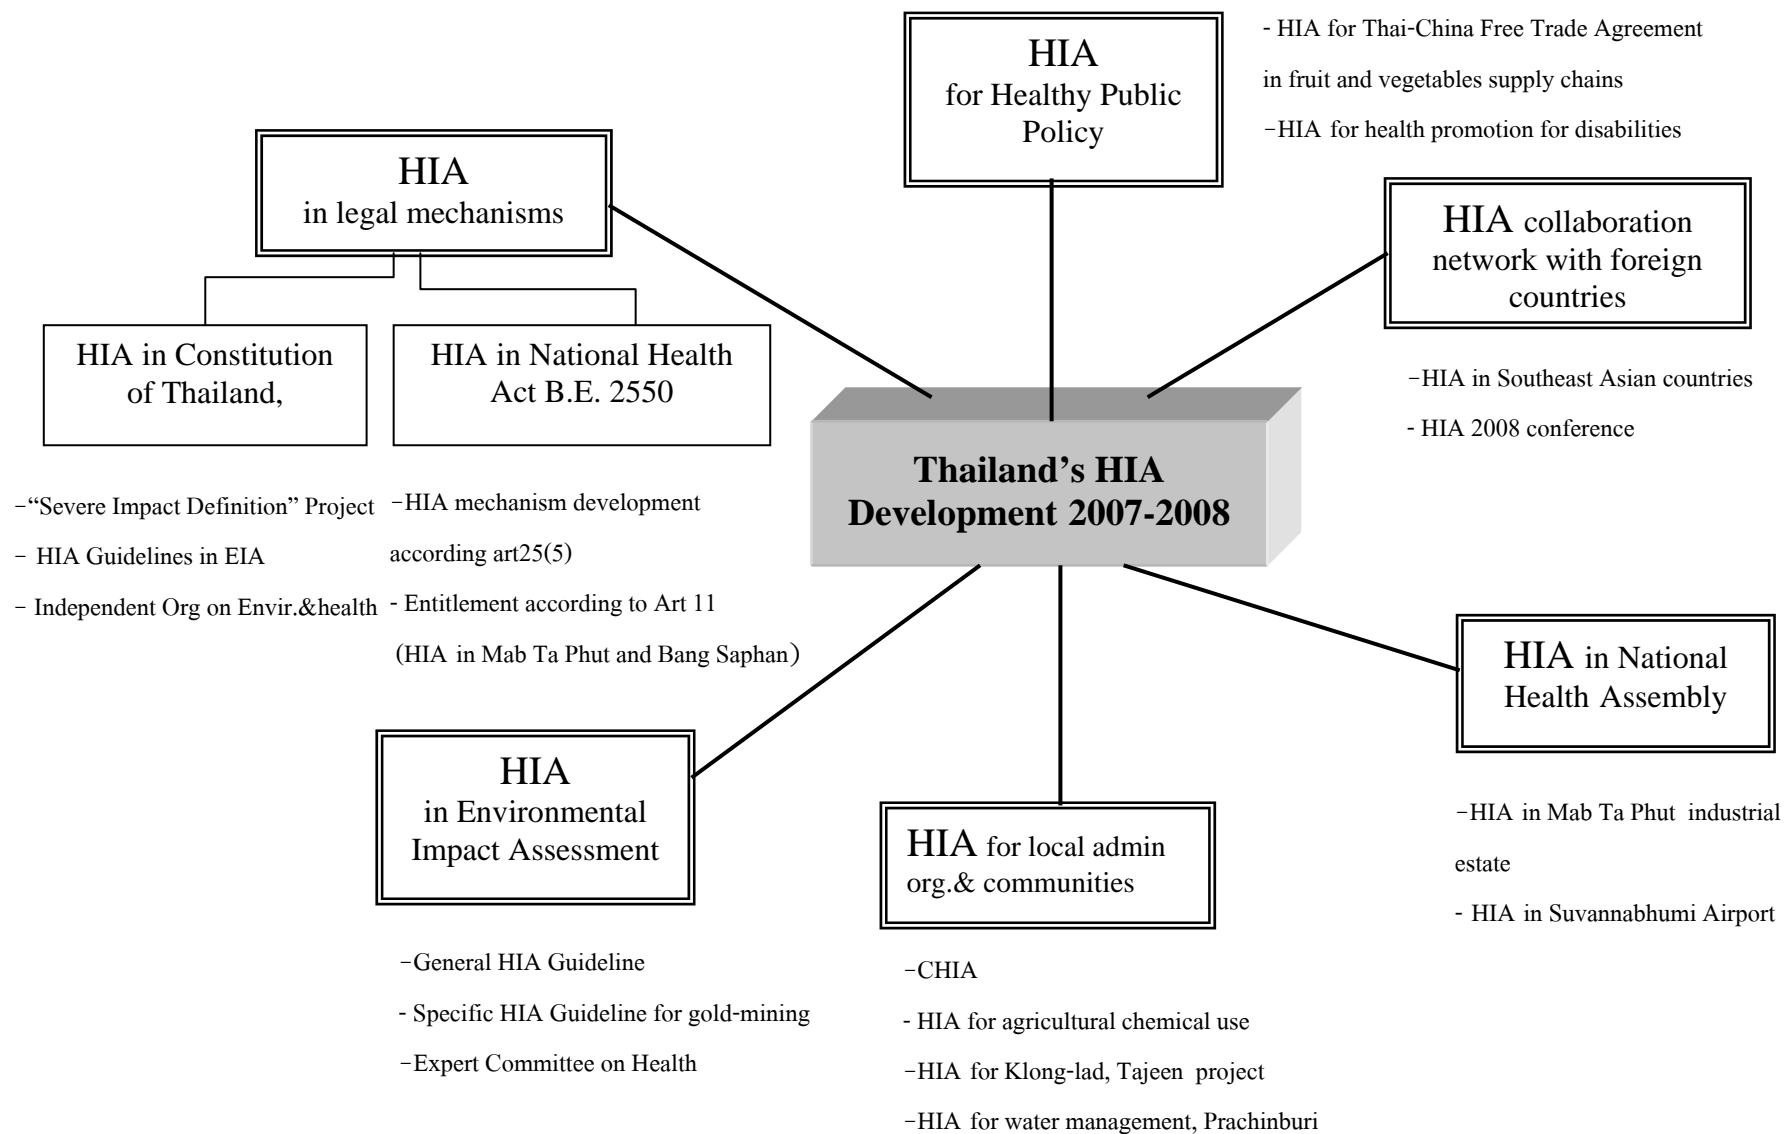 HIA
for Healthy Public
Policy
- HIA for Thai-China Free Trade Agreement
in fruit and vegetables supply chains
-HIA for health promotion for disabilities
HIA
in legal mechanisms
HIA collaboration
network with foreign
countries
-HIA in Southeast Asian countries
- HIA 2008 conference
HIA in Constitution
of Thailand,
-“Severe Impact Definition” Project
- HIA Guidelines in EIA
- Independent Org on Envir.&health
HIA in National Health
Act B.E. 2550
-HIA mechanism development
according art25(5)
- Entitlement according to Art 11
(HIA in Mab Ta Phut and Bang Saphan)
Thailand’s HIA
Development 2007-2008
HIA in National
Health Assembly
-HIA in Mab Ta Phut industrial
estate
- HIA in Suvannabhumi Airport
HIA
in Environmental
Impact Assessment
-General HIA Guideline
- Specific HIA Guideline for gold-mining
-Expert Committee on Health
HIA for local admin
org.& communities
-CHIA
- HIA for agricultural chemical use
-HIA for Klong-lad, Tajeen project
-HIA for water management, Prachinburi